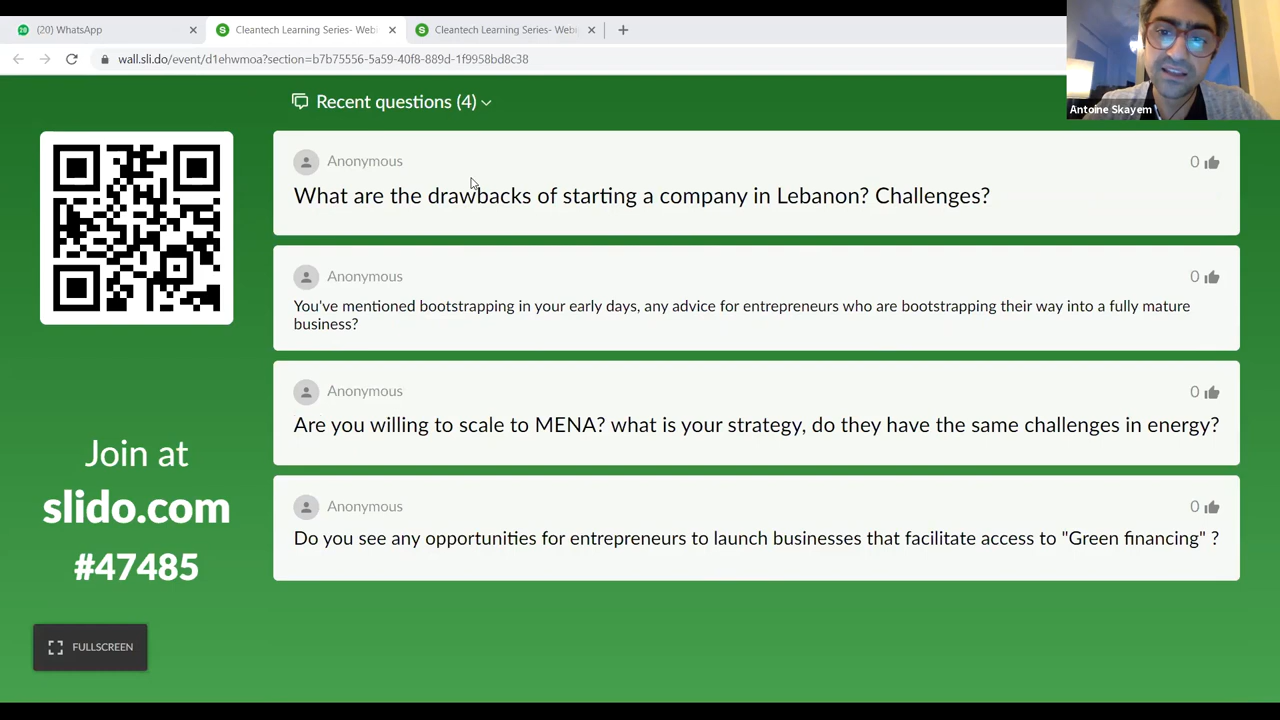 (20) WhatsApp
Cleantech Learning Series- Web
Cleantech Learning Series- Web
wall.sli.do/event/d1ehwmoa?section=b7b75556-5a59-40f8-889d-1f9958bd8c38
Antoine Skayem
Recent questions (4)
Anonymous
0
What are the drawbacks of starting a company in Lebanon? Challenges?
Anonymous
0
You've mentioned bootstrapping in your early days, any advice for entrepreneurs who are bootstrapping their way into a fully mature
business?
Anonymous
0
Are you willing to scale to MENA? what is your strategy, do they have the same challenges in energy?
Anonymous
0
Do you see any opportunities for entrepreneurs to launch businesses that facilitate access to "Green financing" ?
Join at
slido.com
#47485
FULLSCREEN